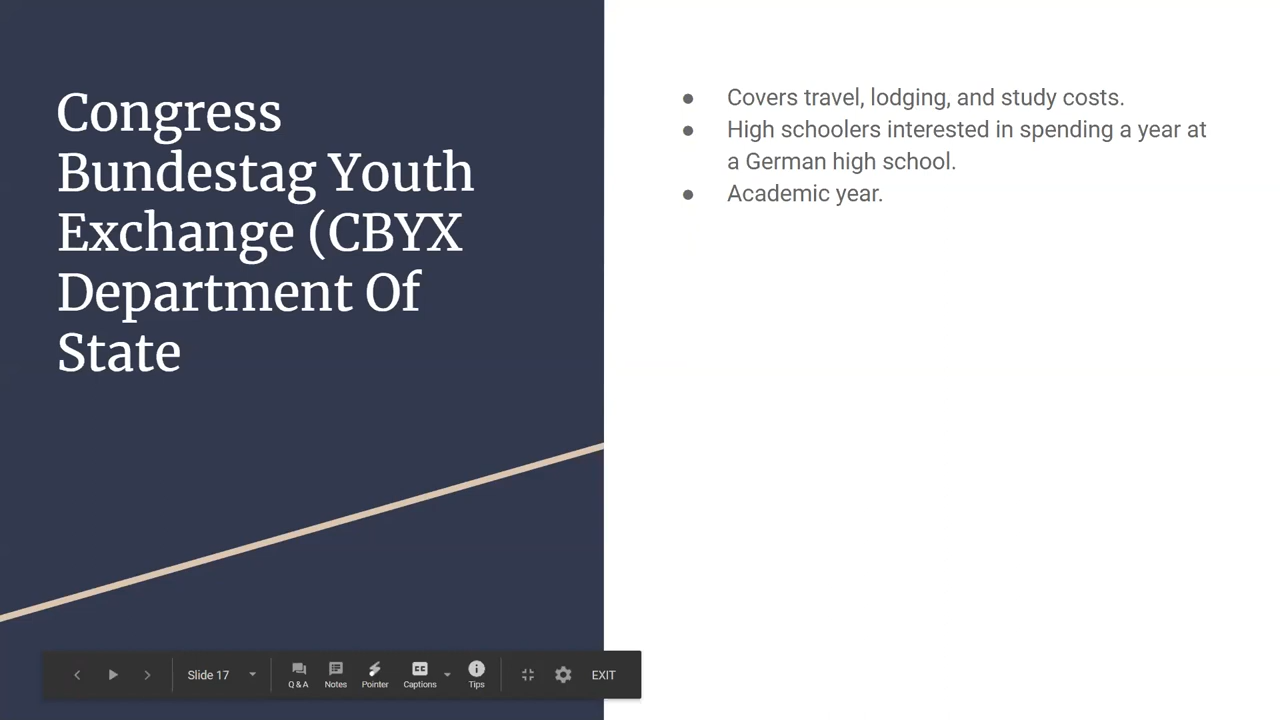 Congress
Bundestag Youth
Exchange (CBYX
Department Of
State
● Covers travel, lodging, and study costs.
● High schoolers interested in spending a year at
a German high school.
● Academic year.
Slide 17
Q & A
Notes
Pointer
CC
Captions
Tips
EXIT